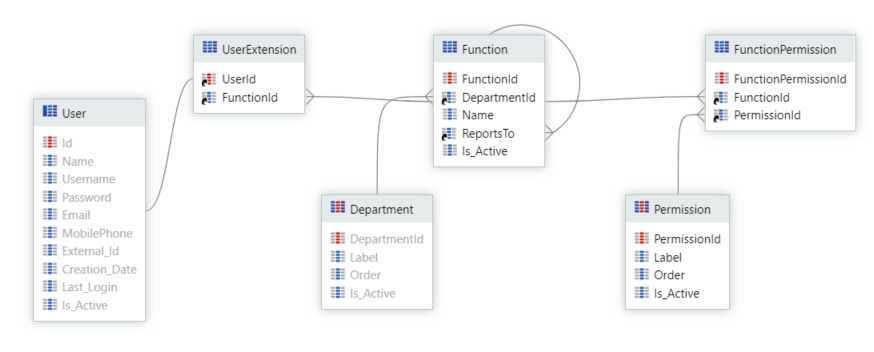 UserExtension
UserId
FunctionId
Function
FunctionId
DepartmentId
Name
ReportsTo
Is_Active
FunctionPermission
FunctionPermissionId
FunctionId
PermissionId
User
Id
Name
Username
Password
Email
MobilePhone
External_Id
Creation_Date
Last_Login
Is_Active
Department
DepartmentId
Label
Order
Is_Active
Permission
PermissionId
Label
Order
Is_Active